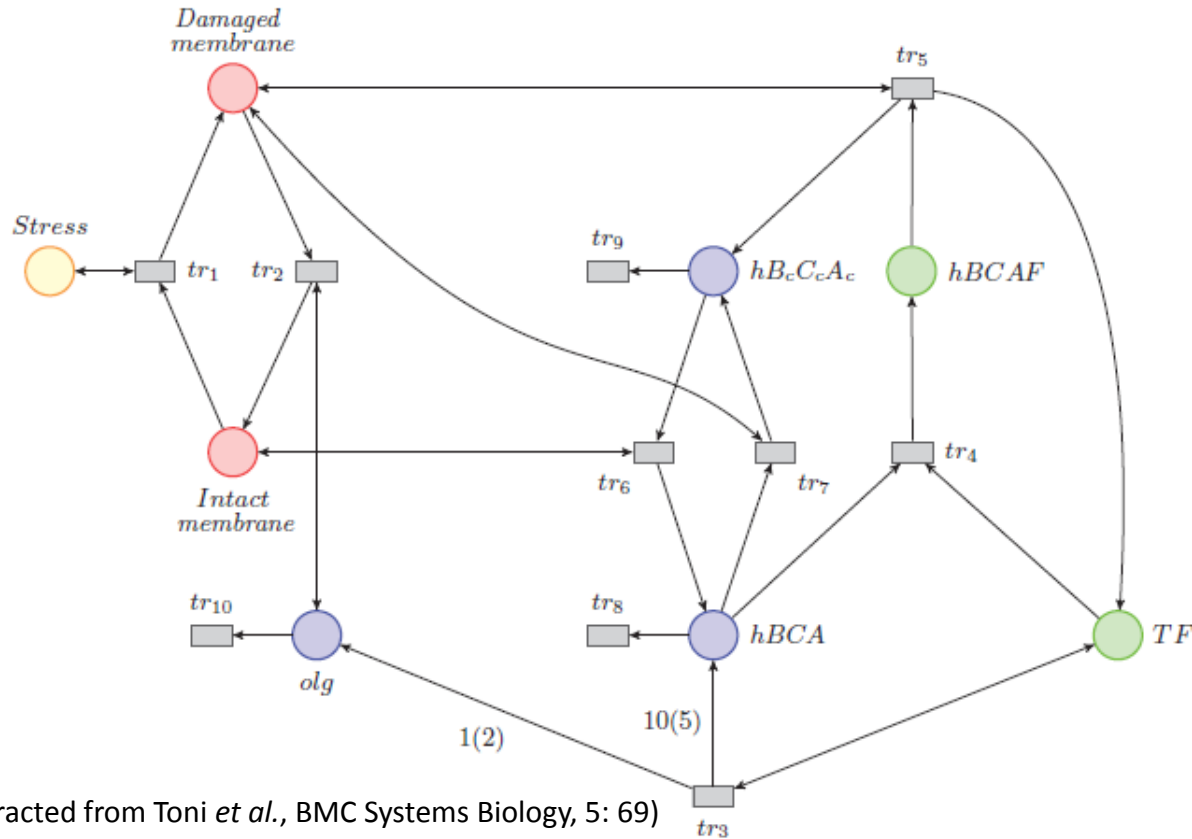 Damaged
membrane
tr5
Stress
tr1
tr2
tr9
hBcCcAc
hBCAF
Intact
membrane
tr6
tr7
tr4
tr10
olg
tr8
hBCA
TF
1(2)
10(5)
tr3
racted from Toni et al., BMC Systems Biology, 5: 69)